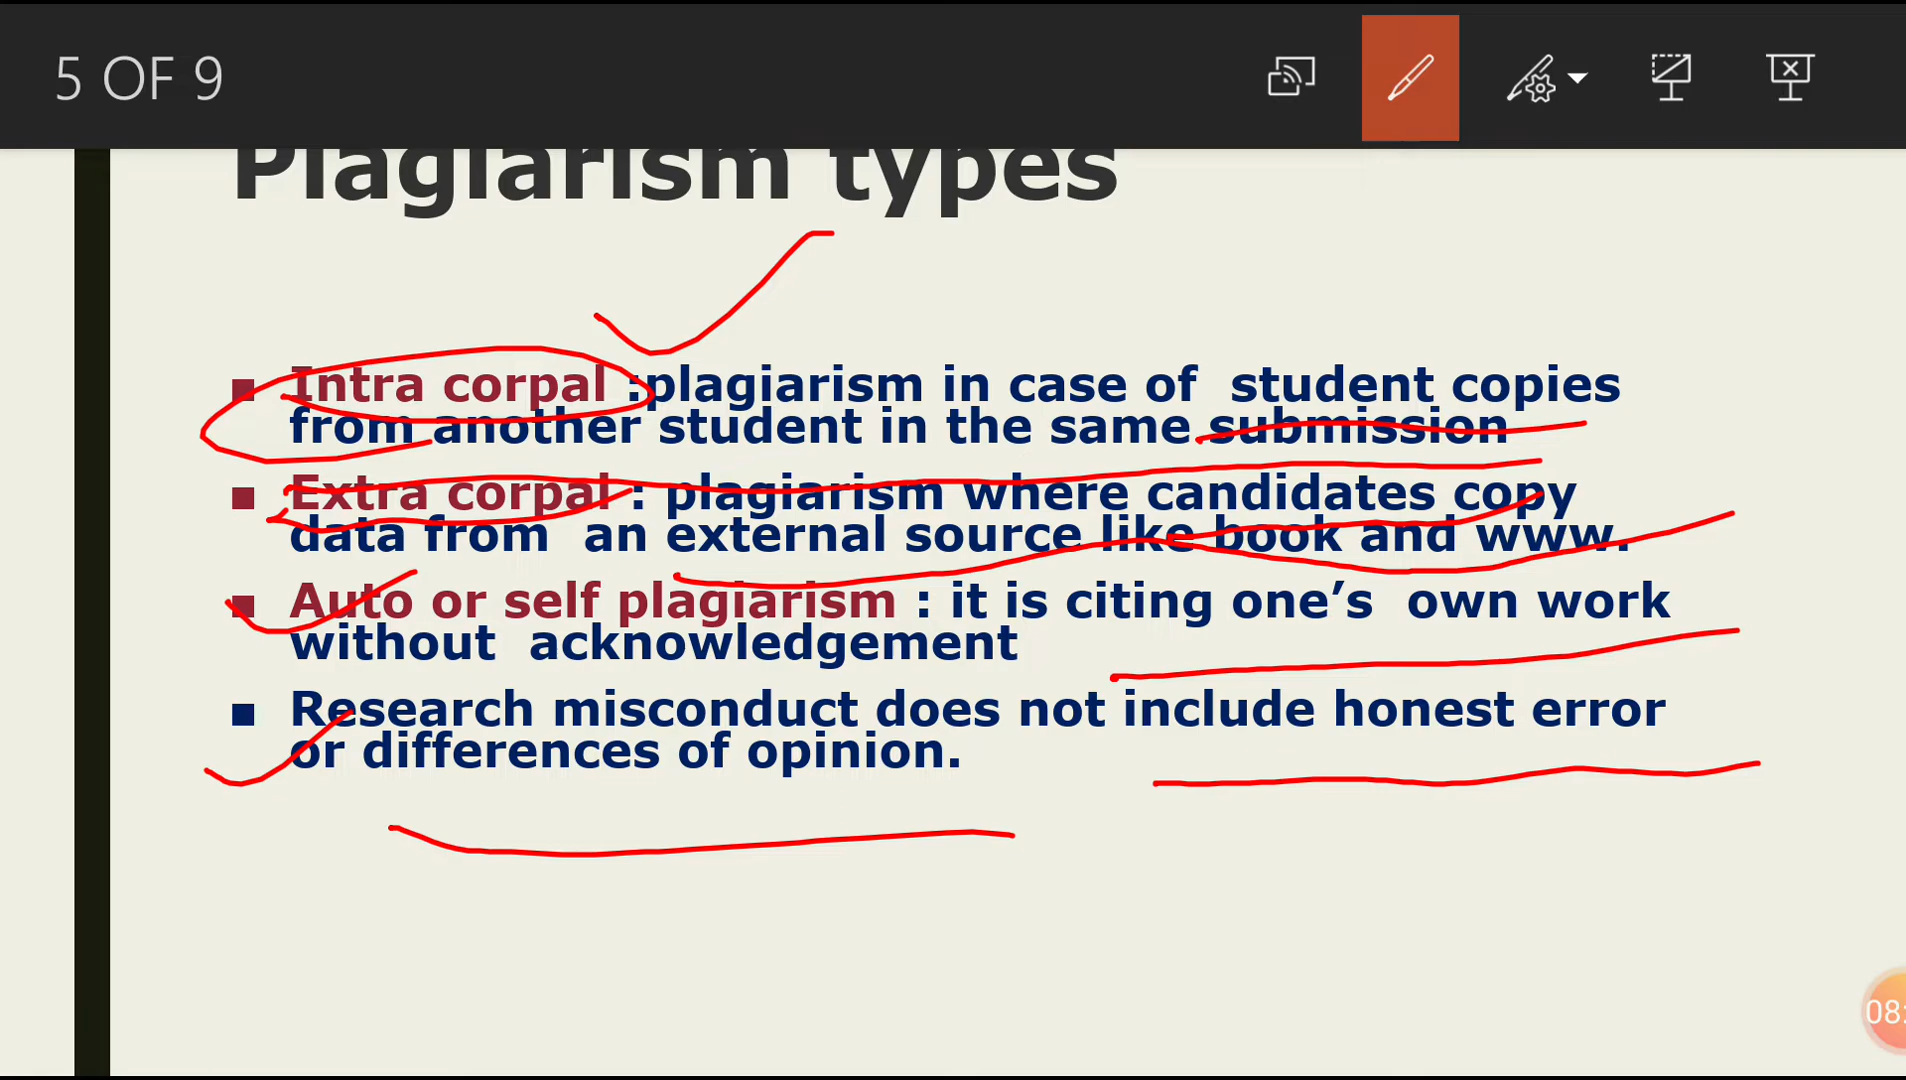 5 OF 9
Plagiarism types
■ Intra corpal :plagiarism in case of  student copies
from another student in the same submission
■ Extra corpal : plagiarism where candidates copy
data from  an external source like book and www.
■ Auto or self plagiarism : it is citing one’s  own work
without  acknowledgement
■ Research misconduct does not include honest error
or differences of opinion.
08: